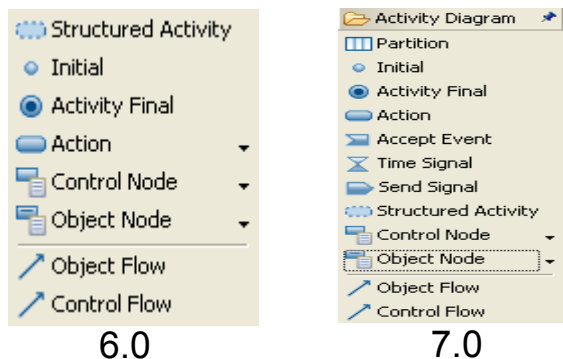 Structured Activity
Initial
Activity Final
Action
Control Node
Object Node
Object Flow
Control Flow
6.0
Activity Diagram
Partition
Initial
Activity Final
Action
Accept Event
Time Signal
Send Signal
Structured Activity
Control Node
Object Node
Object Flow
Control Flow
7.0